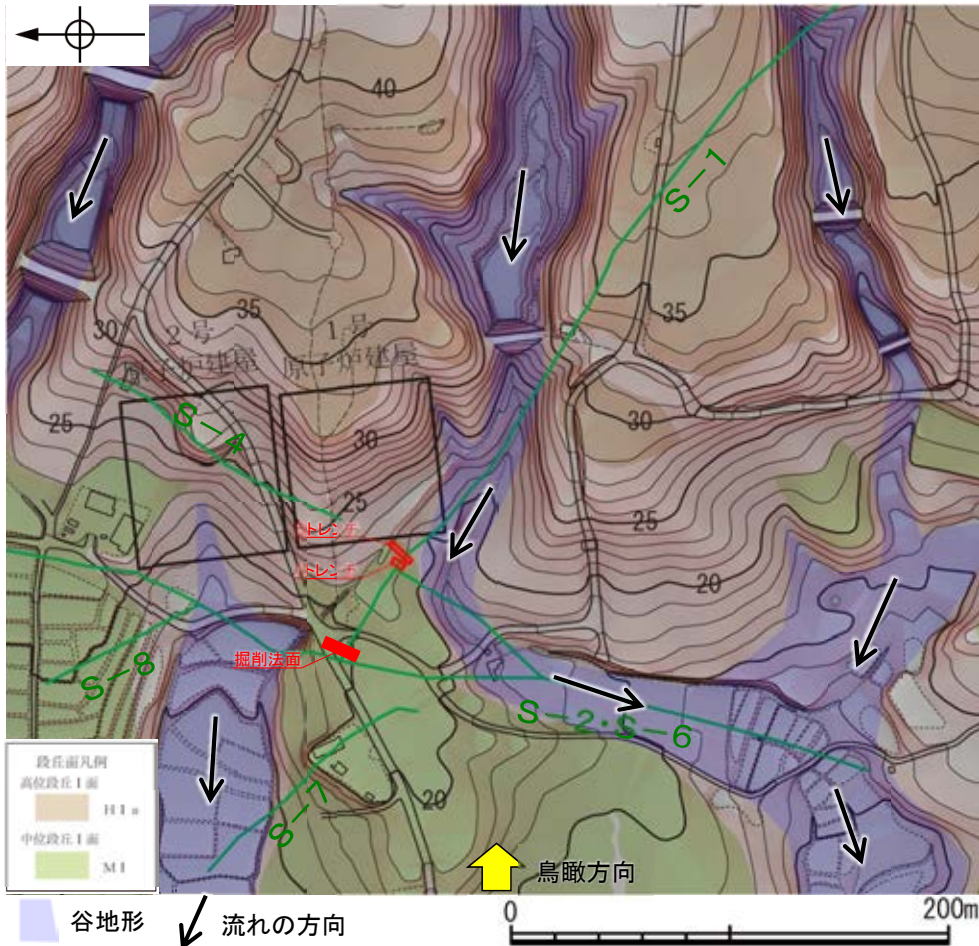 40
S-1
35
35
30
2号
1号
原子炉建屋
原子炉建屋
25
S-4
30
30
25
25
トレンチ
トレンチ
20
掘削法面
S-8
S-2・S-6
S-7
20
段丘面凡例
高位段丘Ⅰ面
HⅠa
中位段丘Ⅰ面
MⅠ
鳥瞰方向
谷地形
流れの方向
0
200m